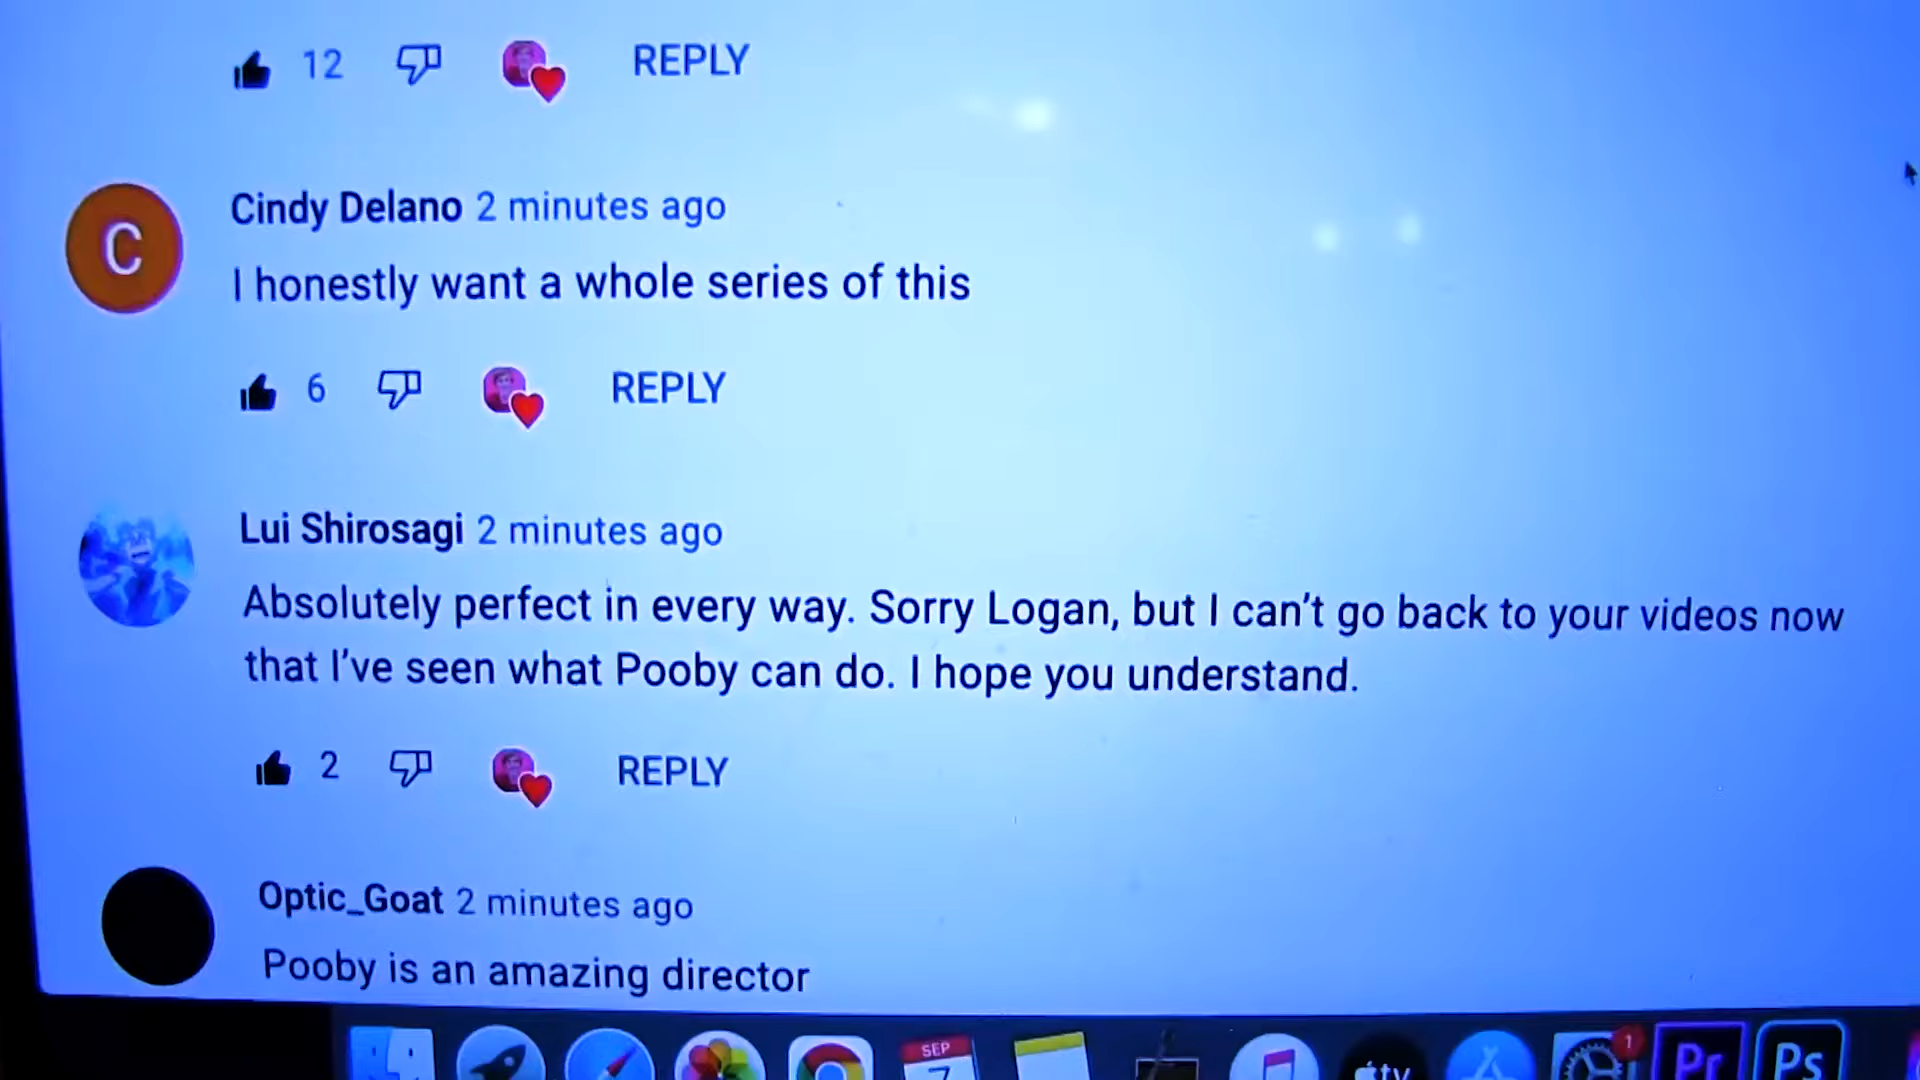 12 REPLY
C
Cindy Delano 2 minutes ago
I honestly want a whole series of this
6 REPLY
Lui Shirosagi 2 minutes ago
Absolutely perfect in every way. Sorry Logan, but I can't go back to your videos now
that I've seen what Pooby can do. I hope you understand.
2 REPLY
Optic_Goat 2 minutes ago
Pooby is an amazing director
SEP
7
tv
1
Pr
Ps